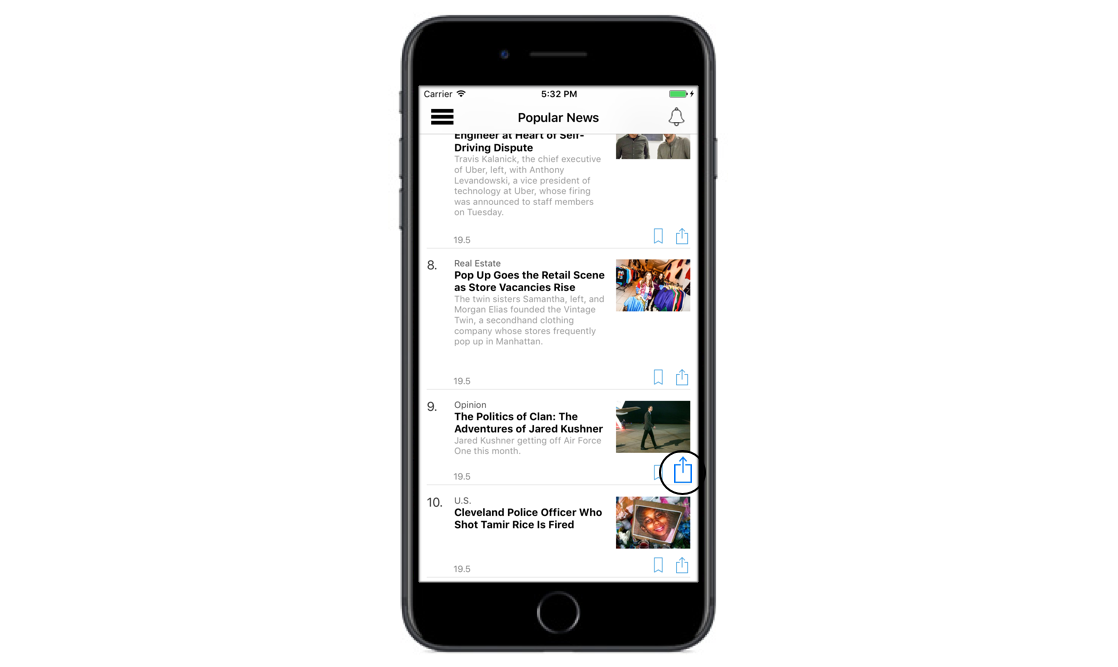 Carrier
5:32 PM
Popular News
Engineer at Heart of Self-
Driving Dispute
Travis Kalanick, the chief executive
of Uber, left, with Anthony
Levandowski, a vice president of
technology at Uber, whose firing
was announced to staff members
on Tuesday.
19.5
8.
Real Estate
Pop Up Goes the Retail Scene
as Store Vacancies Rise
The twin sisters Samantha, left, and
Morgan Elias founded the Vintage
Twin, a secondhand clothing
company whose stores frequently
pop up in Manhattan.
19.5
9.
Opinion
The Politics of Clan: The
Adventures of Jared Kushner
Jared Kushner getting off Air Force
One this month.
19.5
10.
U.S.
Cleveland Police Officer Who
Shot Tamir Rice Is Fired
19.5